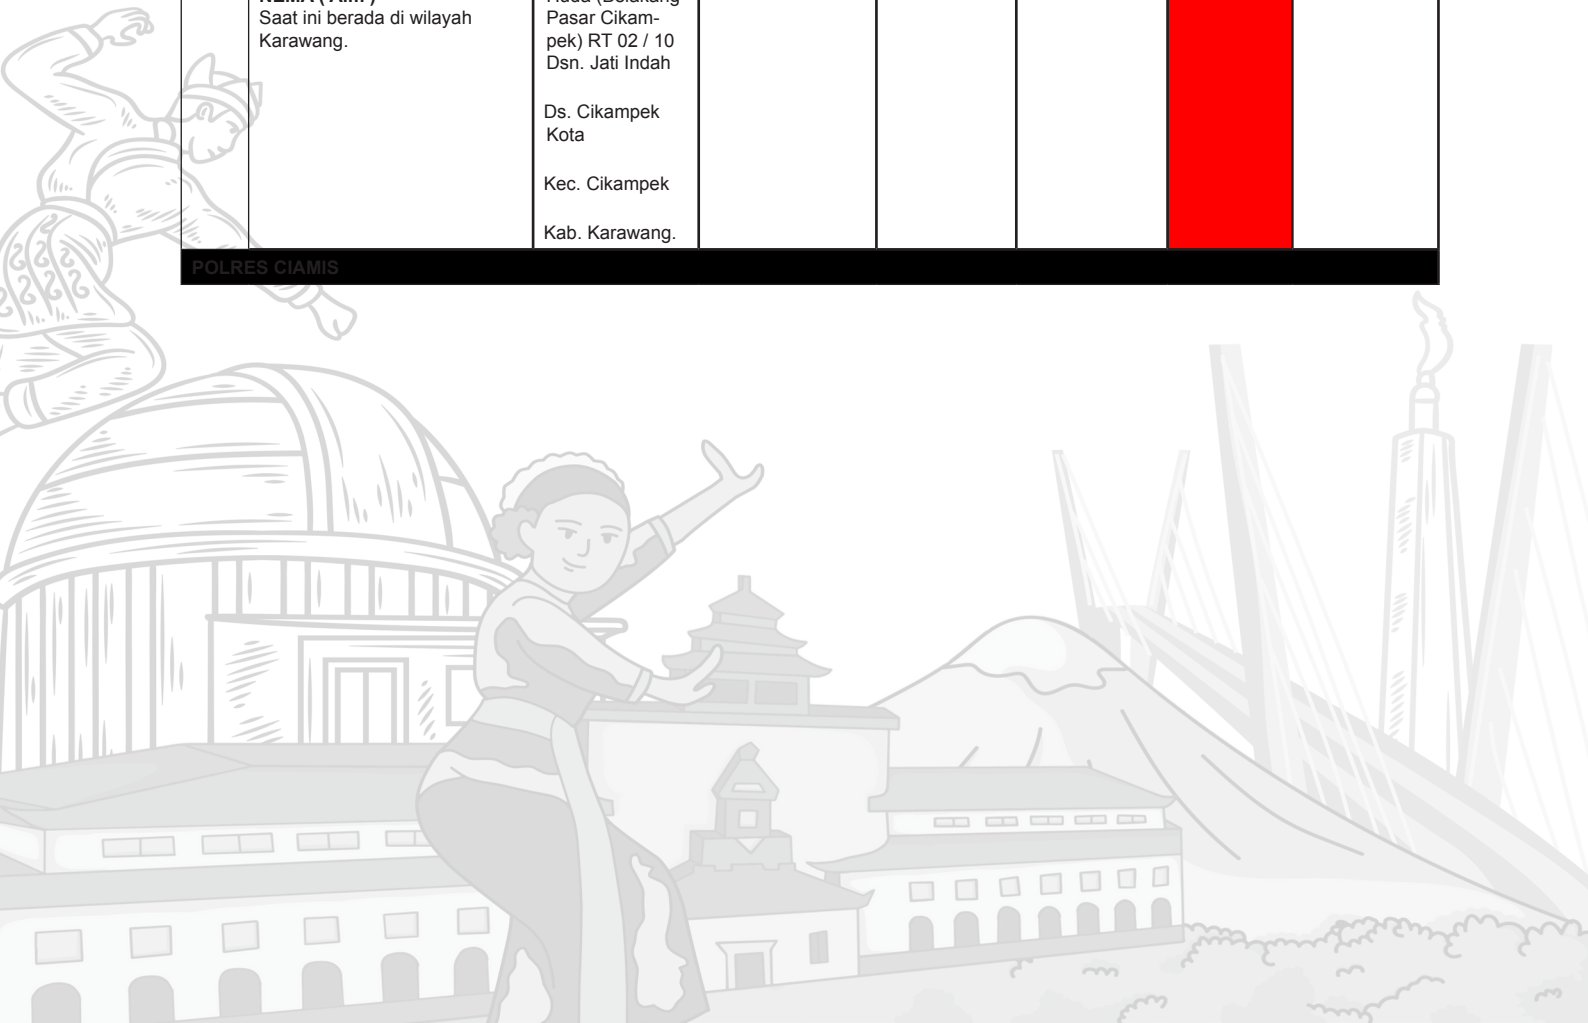 Saat ini berada di wilayah
Karawang.
Pasar Cikam-
pek) RT 02 / 10
Dsn. Jati Indah
Ds. Cikampek
Kota
Kec. Cikampek
Kab. Karawang.
POLRES CIAMIS